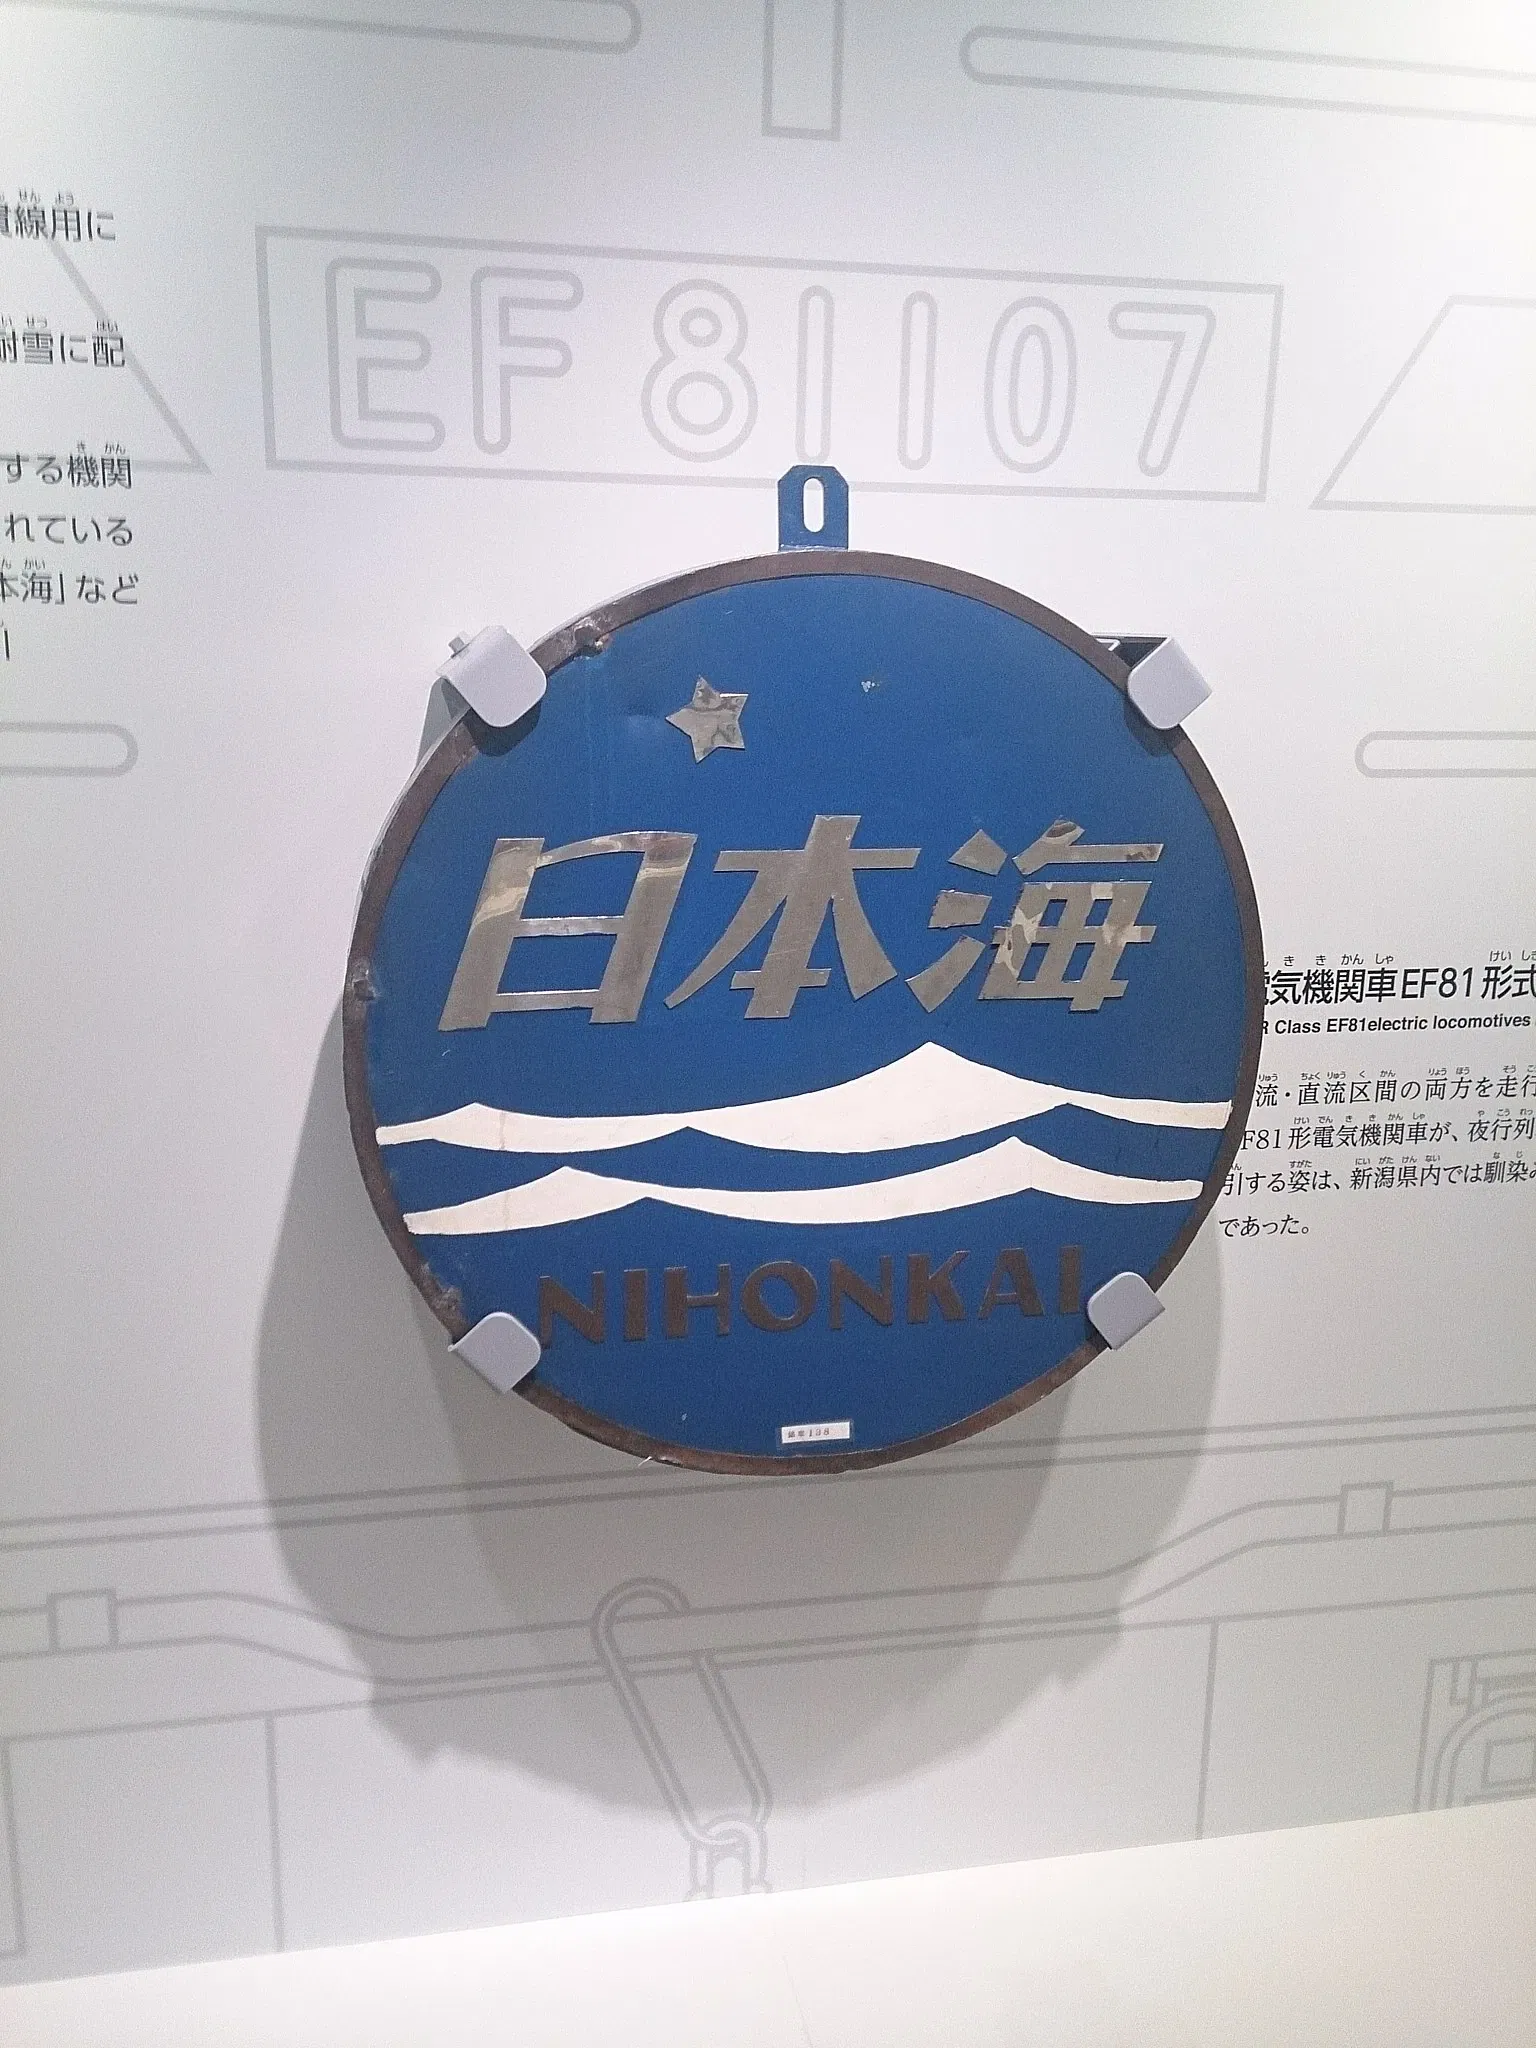 線用に
耐雪に配
する機関
れている
本海」など
EF81107
日本海
NIHONKAI
138
電気機関車EF81形式
R Class EF81electric locomotives
流・直流区間の両方を走行
F81形電気機関車が、夜行列
引する姿は、新潟県内では馴染み
であった。